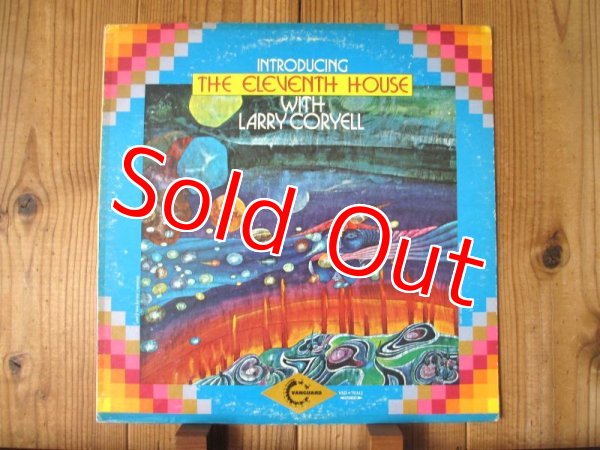 INTRODUCING
THE ELEVENTH HOUSE
WITH
LARRY CORYELL
Sold Out
VANGUARD